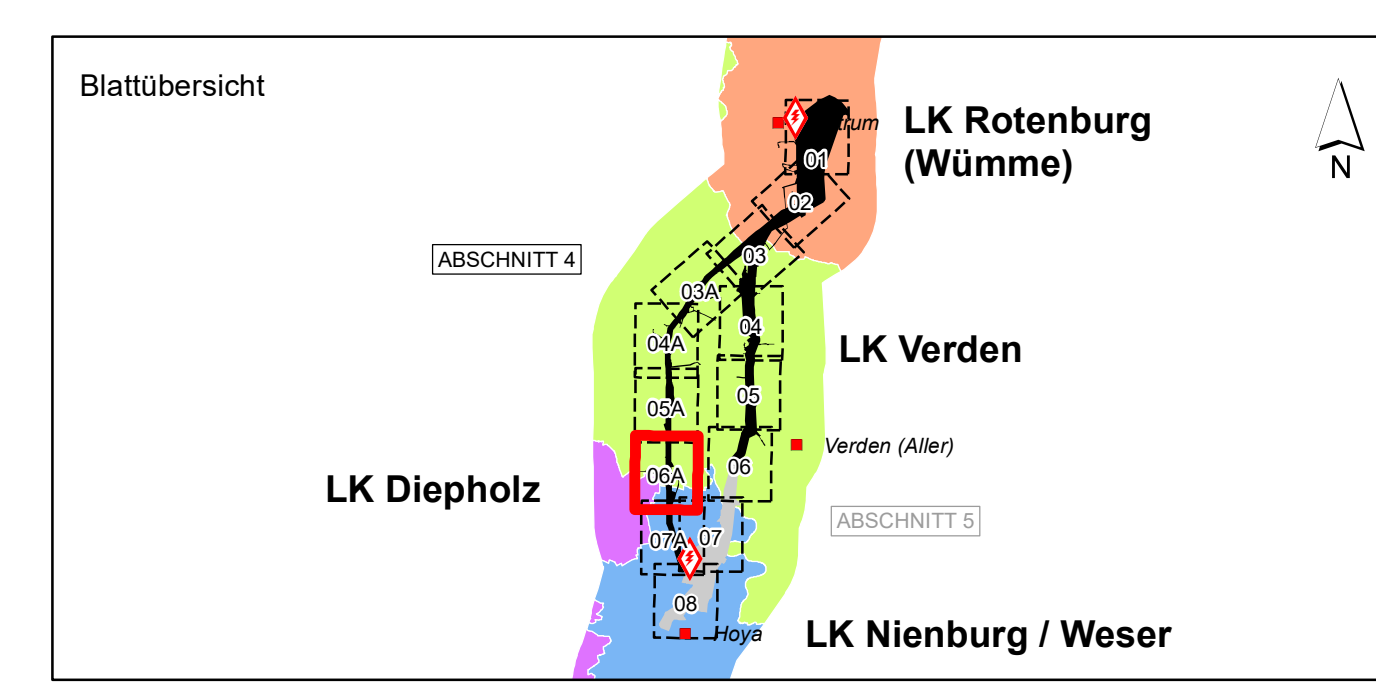 Blattübersicht
LK Rotenburg
(Wümme)
N
01
02
ABSCHNITT 4
03
03A
04
04A
LK Verden
05
05A
Verden (Aller)
06
06A
LK Diepholz
ABSCHNITT 5
07A
07
08
Hoya
LK Nienburg / Weser